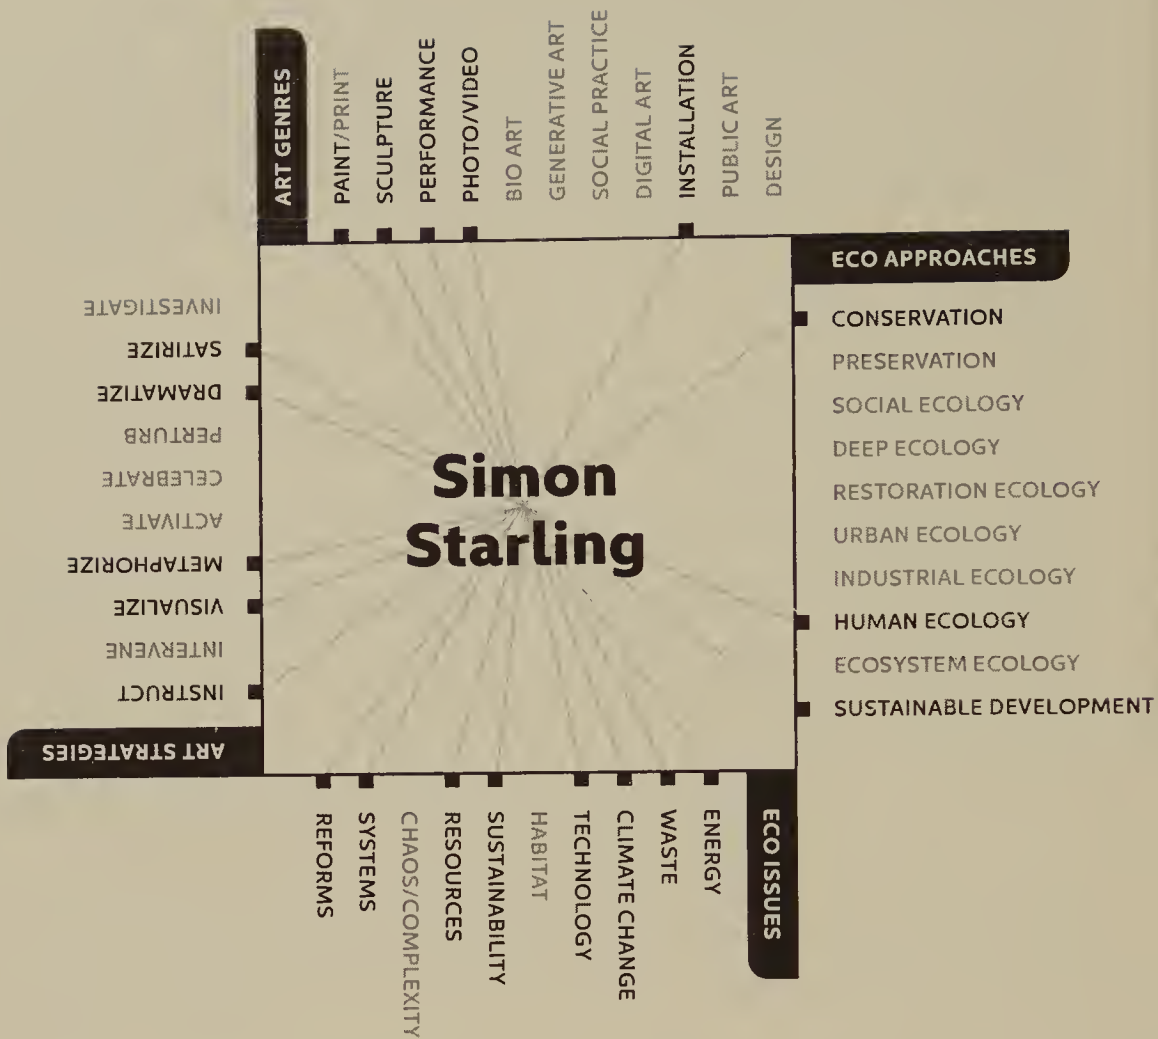 ART GENRES
PAINT/PRINT
SCULPTURE
PERFORMANCE
PHOTO/VIDEO
BIO ART
GENERATIVE ART
SOCIAL PRACTICE
DIGITAL ART
INSTALLATION
PUBLIC ART
DESIGN
ECO APPROACHES
CONSERVATION
PRESERVATION
SOCIAL ECOLOGY
DEEP ECOLOGY
RESTORATION ECOLOGY
URBAN ECOLOGY
INDUSTRIAL ECOLOGY
HUMAN ECOLOGY
ECOSYSTEM ECOLOGY
SUSTAINABLE DEVELOPMENT
ECO ISSUES
ENERGY
WASTE
CLIMATE CHANGE
TECHNOLOGY
HABITAT
SUSTAINABILITY
RESOURCES
CHAOS/COMPLEXITY
SYSTEMS
REFORMS
ART STRATEGIES
INSTRUCT
INTERVENE
VISUALIZE
METAPHORIZE
ACTIVATE
CELEBRATE
PERTURB
DRAMATIZE
SATIRIZE
INVESTIGATE
Simon
Starling